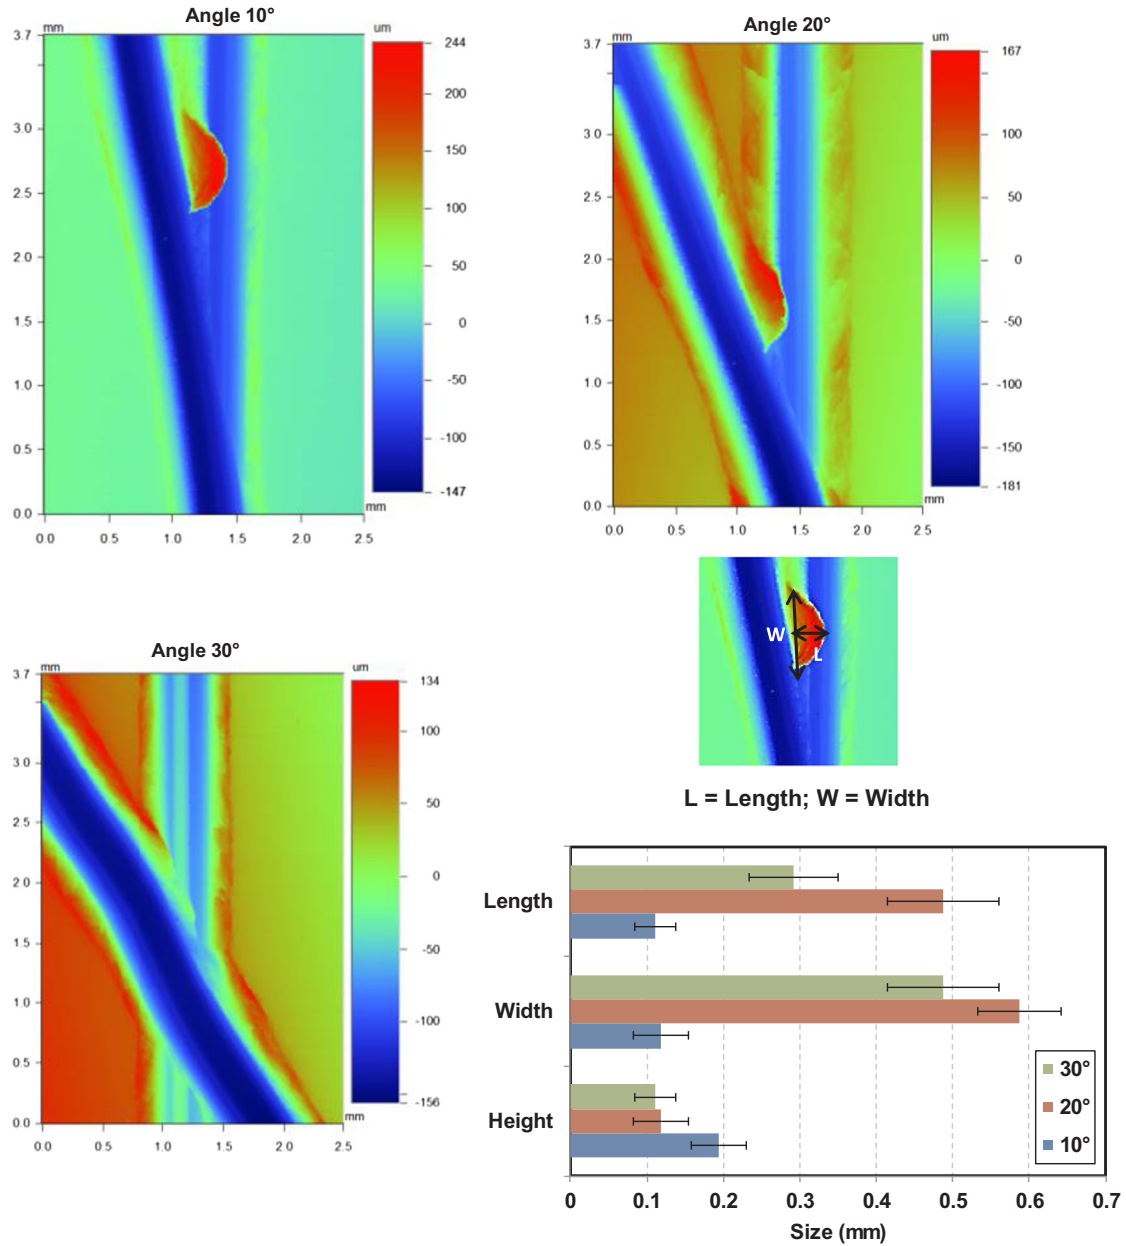 Angle 10°
mm
um
3.7
3.0
2.5
2.0
1.5
1.0
0.5
0.0
0.0 0.5 1.0 1.5 2.0 2.5
244
200
150
100
50
0
-50
-100
-147
mm
Angle 20°
mm
um
3.7
3.0
2.5
2.0
1.5
1.0
0.5
0.0
0.0 0.5 1.0 1.5 2.0 2.5
167
100
50
0
-50
-100
-150
-181
mm
W
L
L = Length; W = Width
Angle 30°
mm
um
3.7
3.0
2.5
2.0
1.5
1.0
0.5
0.0
0.0 0.5 1.0 1.5 2.0 2.5
134
100
50
0
-50
-100
-156
mm
Length
Width
Height
30°
20°
10°
0 0.1 0.2 0.3 0.4 0.5 0.6 0.7
Size (mm)